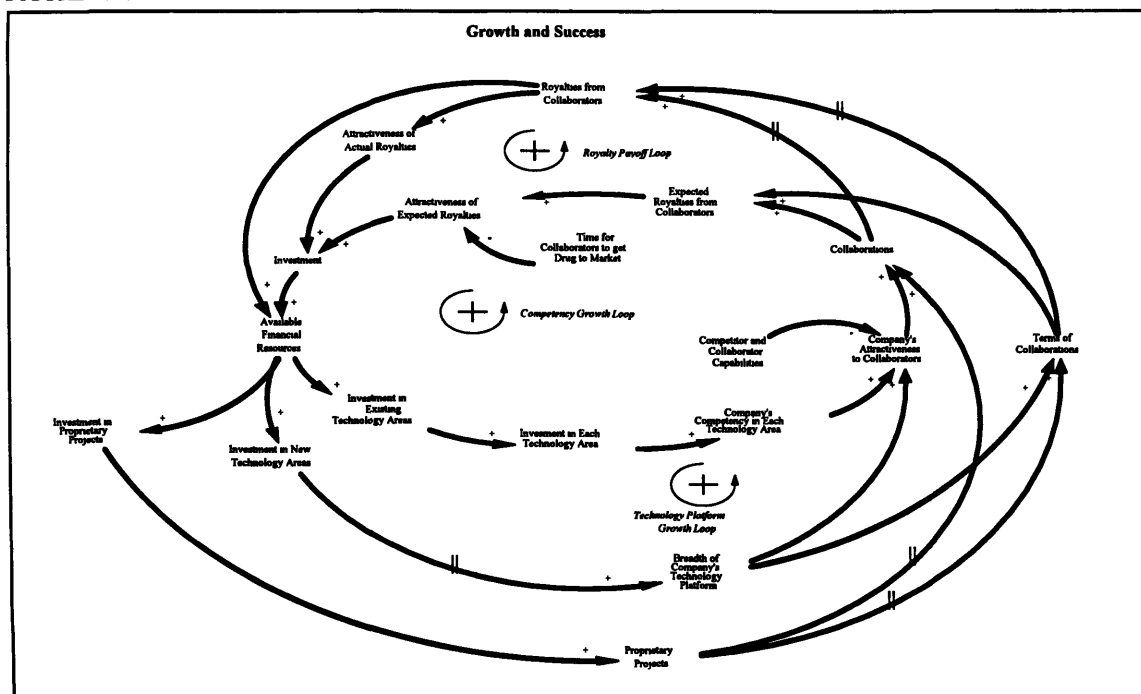 Growth and Success
Royalties from
Collaborators
+
+
+
||
||
Attractiveness of
Actual Royalties
+
Royalty Payoff Loop
Attractiveness of
Expected Royalties
+
Expected
Royalties from
Collaborators
+
+
Time for
Collaborators to get
Drug to Market
-
Collaborations
+
+
Investment
+
+
+
+
Available
Financial
Resources
+
Competency Growth Loop
Competitor and
Collaborator
Capabilities
-
Company's
Attractiveness
to Collaborators
+
+
Terms of
Collaborations
+
+
Investment in
Proprietary
Projects
+
+
Investment in New
Technology Areas
+
Investment in
Existing
Technology Areas
+
Investment in Each
Technology Area
+
Company's
Competency in Each
Technology Area
+
Technology Platform
Growth Loop
||
+
Breadth of
Company's
Technology
Platform
||
||
+
Proprietary
Projects